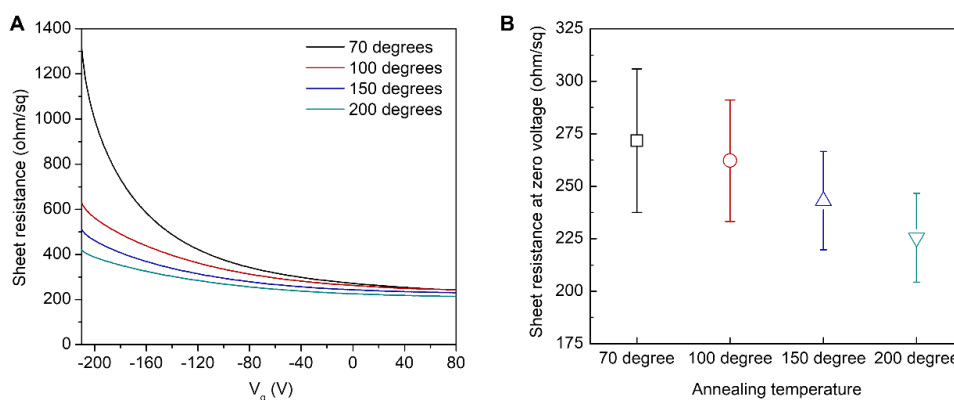 A
Sheet resistance (ohm/sq)
1400
1200
1000
800
600
400
200
0
-200
-160
-120
-80
-40
0
40
80
Vg (V)
70 degrees
100 degrees
150 degrees
200 degrees
B
Sheet resistance at zero voltage (ohm/sq)
325
300
275
250
225
200
175
70 degree
100 degree
150 degree
200 degree
Annealing temperature